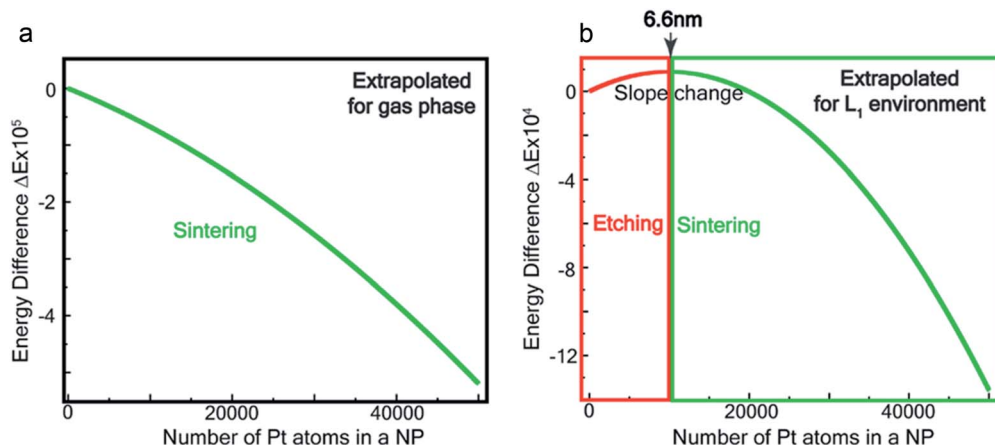 a
Extrapolated
for gas phase
Sintering
Energy Difference ΔEx10⁵
0
-2
-4
0
20000
40000
Number of Pt atoms in a NP
6.6nm
b
Extrapolated
for L₁ environment
Slope change
Etching
Sintering
Energy Difference ΔEx10⁴
0
-4
-8
-12
0
20000
40000
Number of Pt atoms in a NP